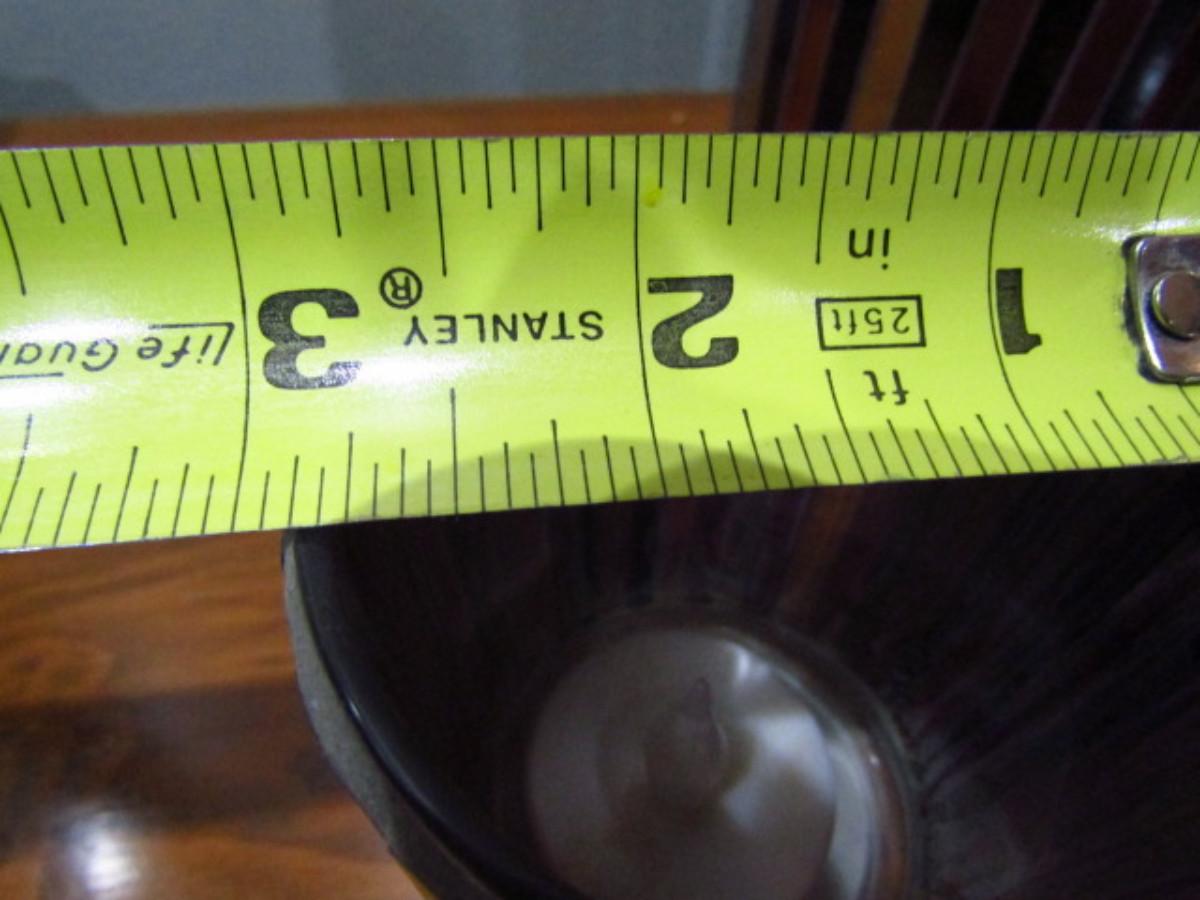 1
in
25ft
ft
2
STANLEY®
3
life Guar